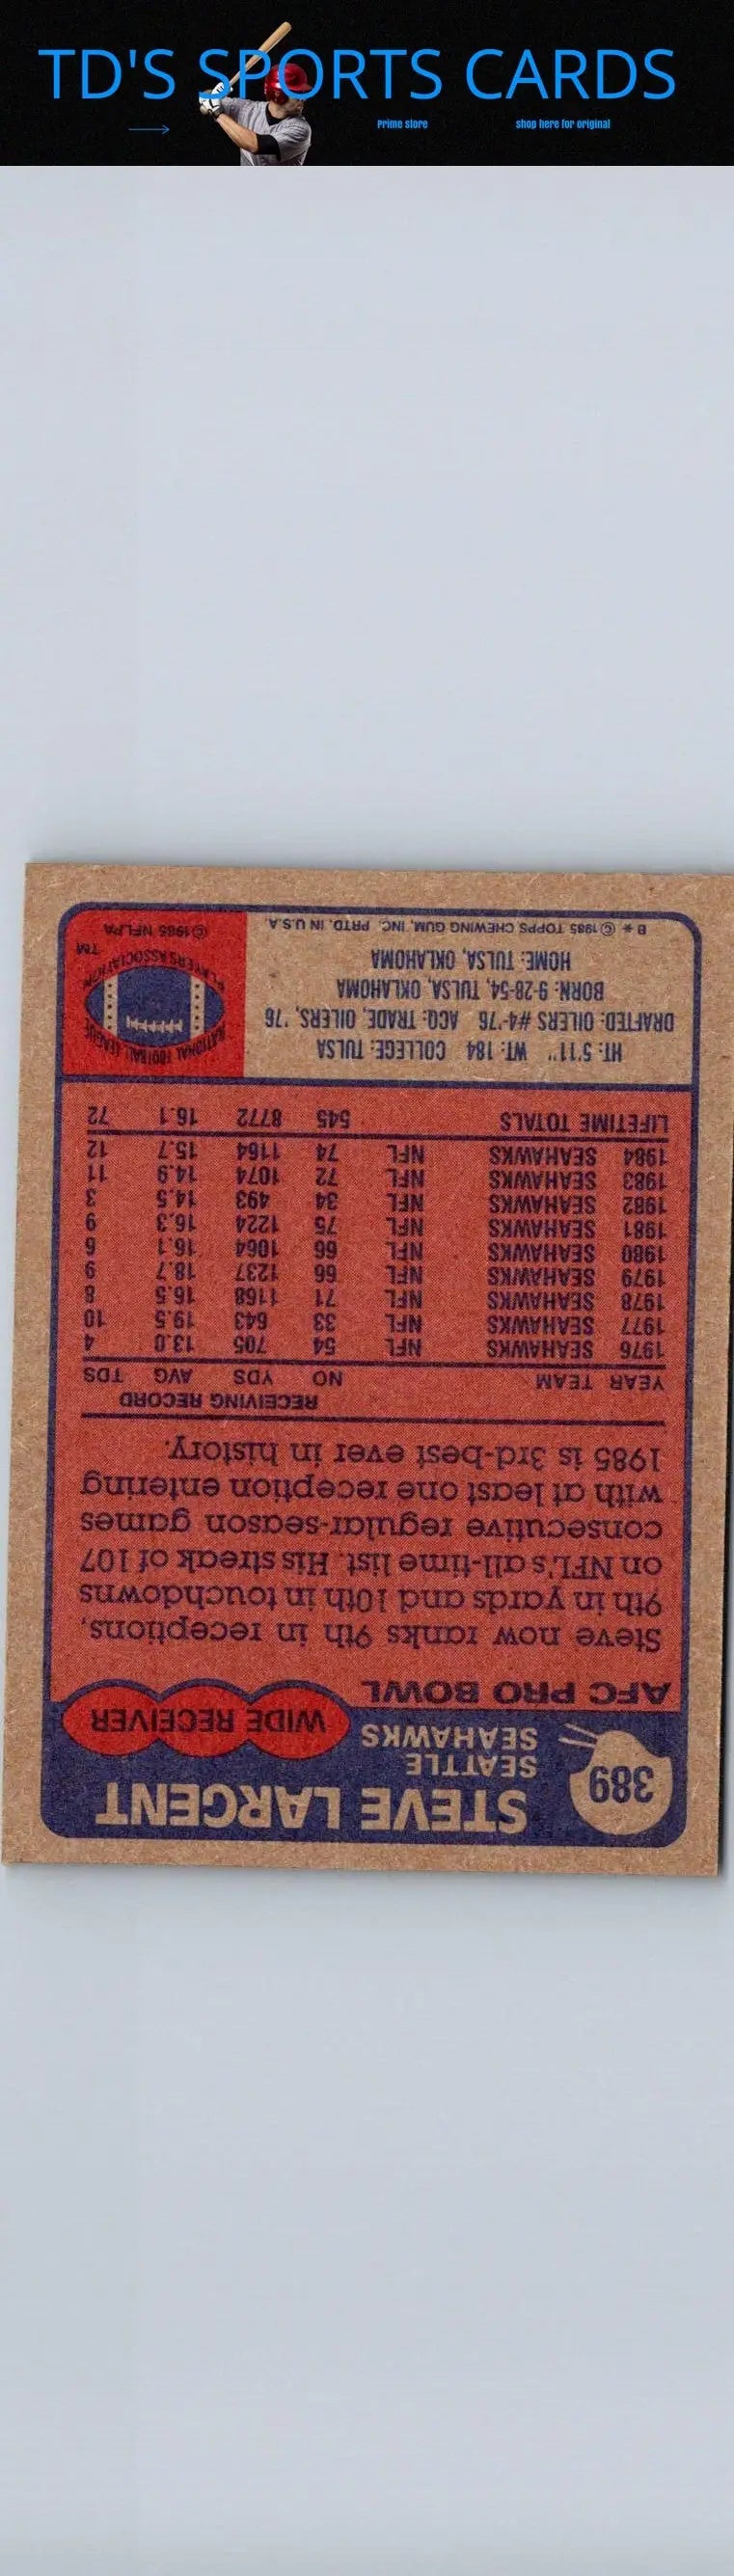 TD'S SPORTS CARDS
Prime store
shop here for original
389
STEVE LARGENT
SEATTLE
SEAHAWKS
WIDE RECEIVER
AFC PRO BOWL
Steve now ranks 9th in receptions,
9th in yards and 10th in touchdowns
on NFL's all-time list. His streak of 107
consecutive regular-season games
with at least one reception entering
1985 is 3rd-best ever in history.
RECEIVING RECORD
YEAR TEAM NO YDS AVG TDS
1976 SEAHAWKS NFL 54 705 13.0 4
1977 SEAHAWKS NFL 33 643 19.5 10
1978 SEAHAWKS NFL 71 1168 16.5 8
1979 SEAHAWKS NFL 66 1237 18.7 9
1980 SEAHAWKS NFL 66 1064 16.1 6
1981 SEAHAWKS NFL 75 1224 16.3 9
1982 SEAHAWKS NFL 34 493 14.5 3
1983 SEAHAWKS NFL 72 1074 14.9 11
1984 SEAHAWKS NFL 74 1164 15.7 12
LIFETIME TOTALS 545 8772 16.1 72
HT: 5'11" WT: 184 COLLEGE: TULSA
DRAFTED: OILERS #4-'76 ACQ: TRADE, OILERS, '76
BORN: 9-28-54, TULSA, OKLAHOMA
HOME: TULSA, OKLAHOMA
B * © 1985 TOPPS CHEWING GUM, INC. PRTD. IN U.S.A.
NATIONAL FOOTBALL LEAGUE
PLAYERS ASSOCIATION
TM
© 1985 NFLPA